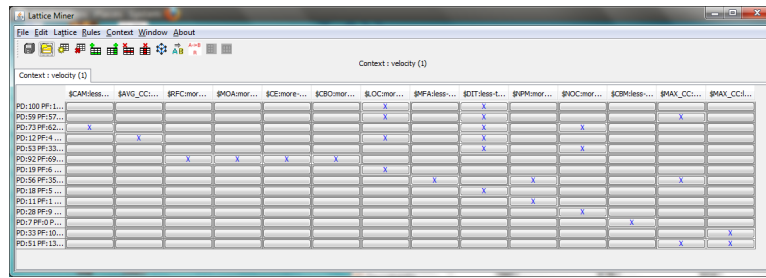 Lattice Miner
File Edit Lattice Rules Context Window About
Context : velocity (1)
Context : velocity (1)
$CAM:less... $AVG_CC:... $RFC:mor... $MOA:mor... $CE:more-... $CBO:mor... $LOC:mor... $MFA:less-... $DIT:less-t... $NPM:mor... $NOC:mor... $CBM:less-... $MAX_CC:... $MAX_CC:l...
PD:100 PF:1... X X
PD:59 PF:57... X X X
PD:73 PF:62... X X X
PD:12 PF:4 ... X X X
PD:53 PF:33... X X
PD:92 PF:69... X X X X
PD:19 PF:6 ... X
PD:56 PF:35... X X X
PD:18 PF:5 ... X
PD:11 PF:1 ... X
PD:28 PF:9 ... X
PD:7 PF:0 P... X
PD:33 PF:10... X
PD:51 PF:13... X X